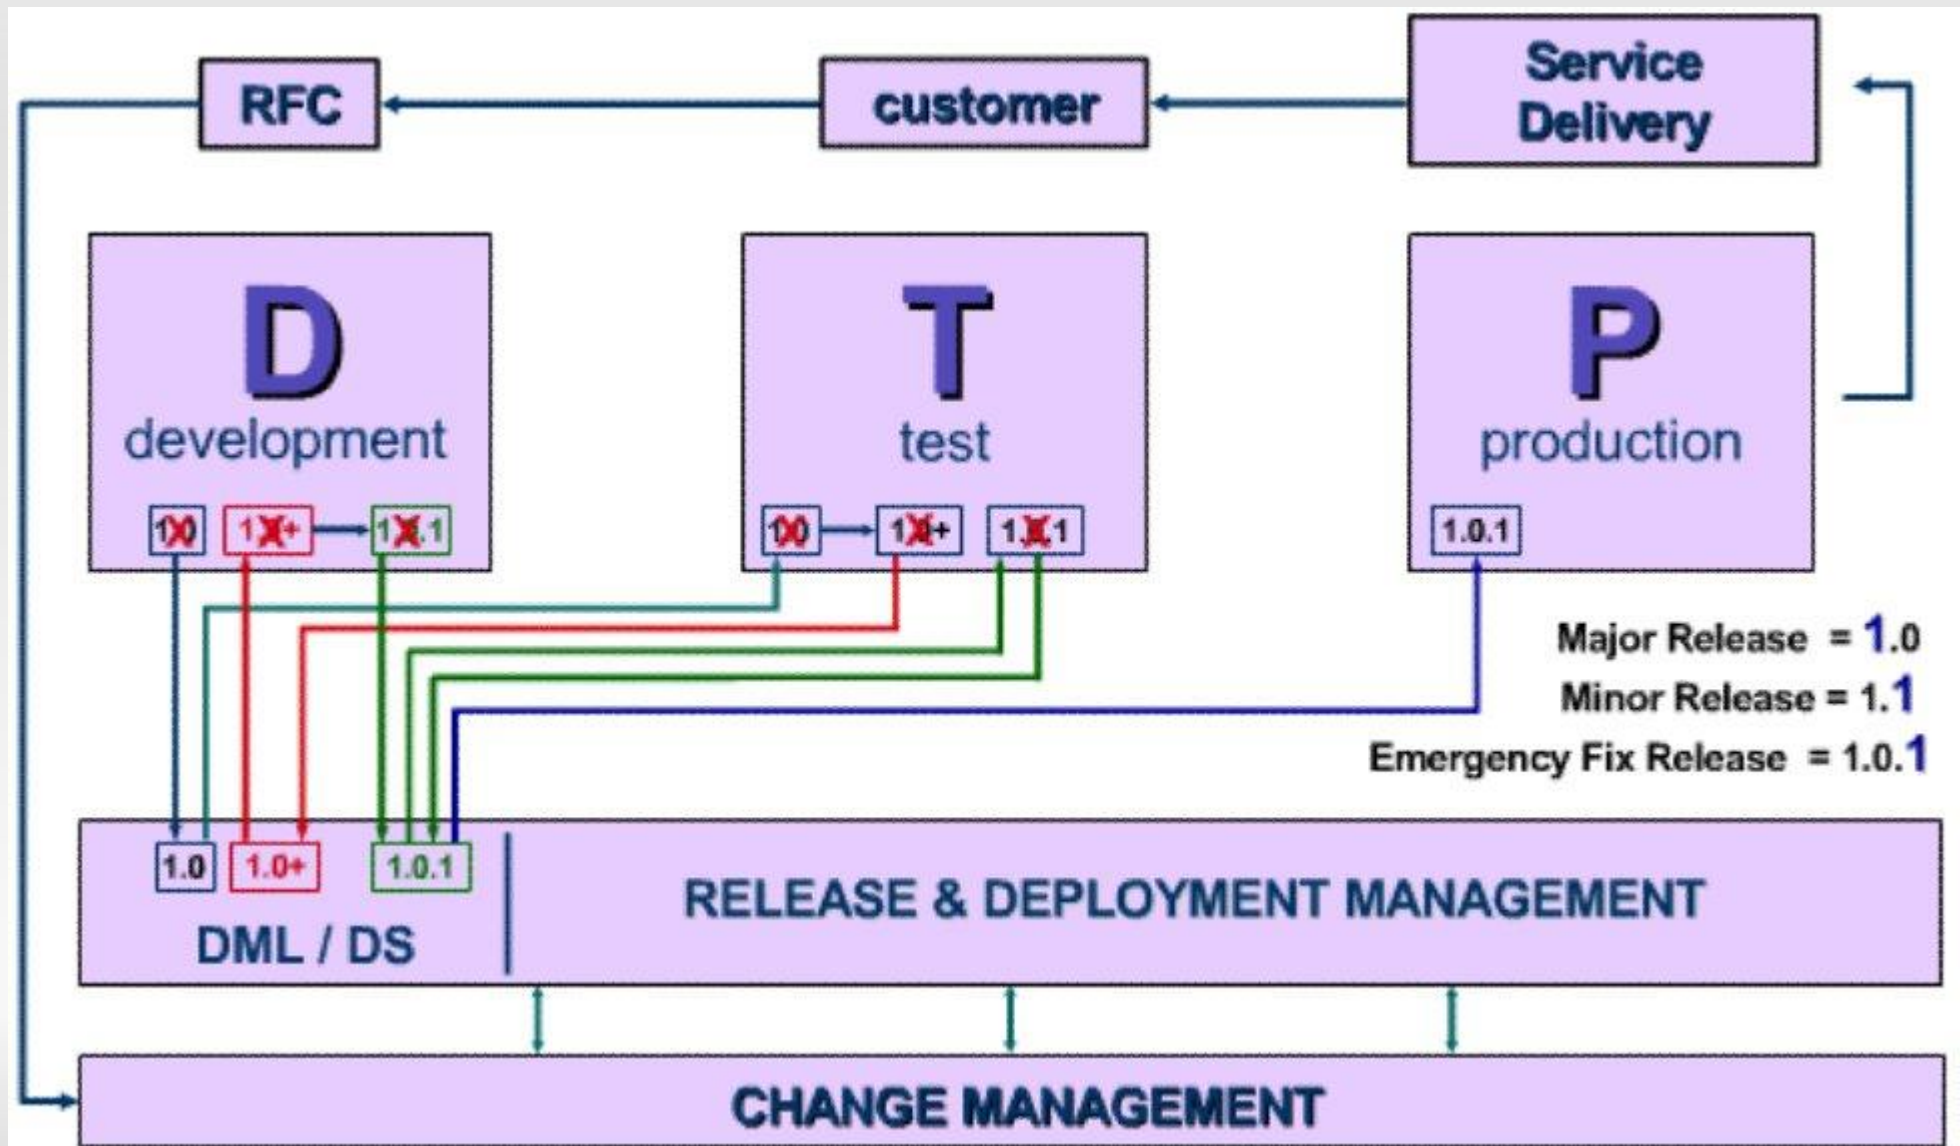 RFC
customer
Service
Delivery
D
development
T
test
P
production
1.0+
1.0.1
Major Release = 1.0
Minor Release = 1.1
Emergency Fix Release = 1.0.1
1.0
1.0+
1.0.1
DML / DS
RELEASE & DEPLOYMENT MANAGEMENT
CHANGE MANAGEMENT